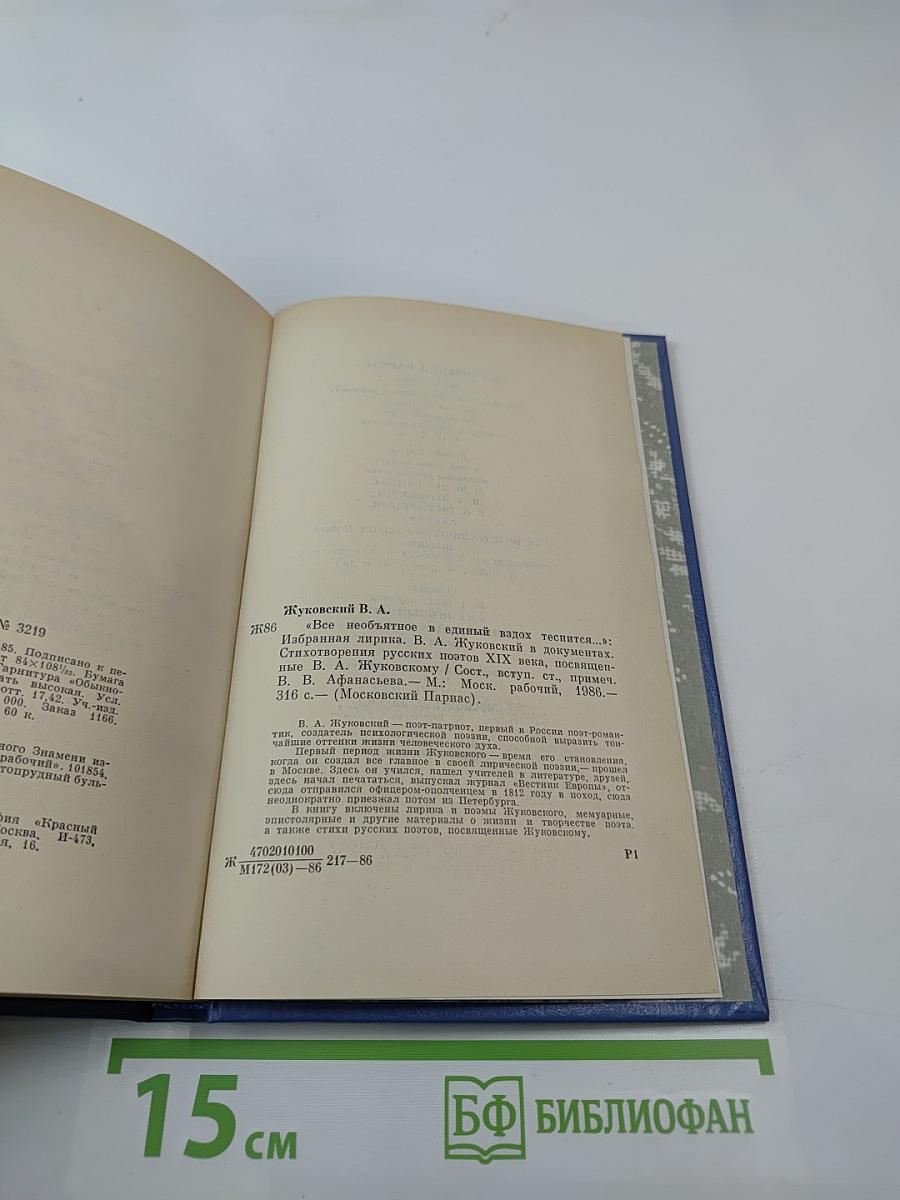 № 3219
85. Подписано к пе-
т 84×108¹/₃₂. Бумага
Гарнитура «Обыкно-
ать высокая. Усл.
отт. 17,42. Уч.-изд.
000. Заказ 1166.
60 к.
ного Знамени из-
рабочий». 101854,
топрудный буль-
фия «Красный
осква, И-473,
я, 16.
Жуковский В. А.
Ж86 «Все необъятное в единый вздох теснится...»:
Избранная лирика. В. А. Жуковский в документах.
Стихотворения русских поэтов XIX века, посвящен-
ные В. А. Жуковскому / Сост., вступ. ст., примеч.
В. В. Афанасьева.— М.: Моск. рабочий, 1986.—
316 с.— (Московский Парнас).
В. А. Жуковский — поэт-патриот, первый в России поэт-роман-
тик, создатель психологической поэзии, способной выразить тон-
чайшие оттенки жизни человеческого духа.
Первый период жизни Жуковского — время его становления,
когда он создал все главное в своей лирической поэзии,— прошел
в Москве. Здесь он учился, нашел учителей в литературе, друзей,
здесь начал печататься, выпускал журнал «Вестник Европы», от-
сюда отправился офицером-ополченцем в 1812 году в поход, сюда
неоднократно приезжал потом из Петербурга.
В книгу включены лирика и поэмы Жуковского, мемуарные,
эпистолярные и другие материалы о жизни и творчестве поэта,
а также стихи русских поэтов, посвященные Жуковскому.
4702010100
Ж 217—86 Р1
М172(03)—86
15 см БФ БИБЛИОФАН